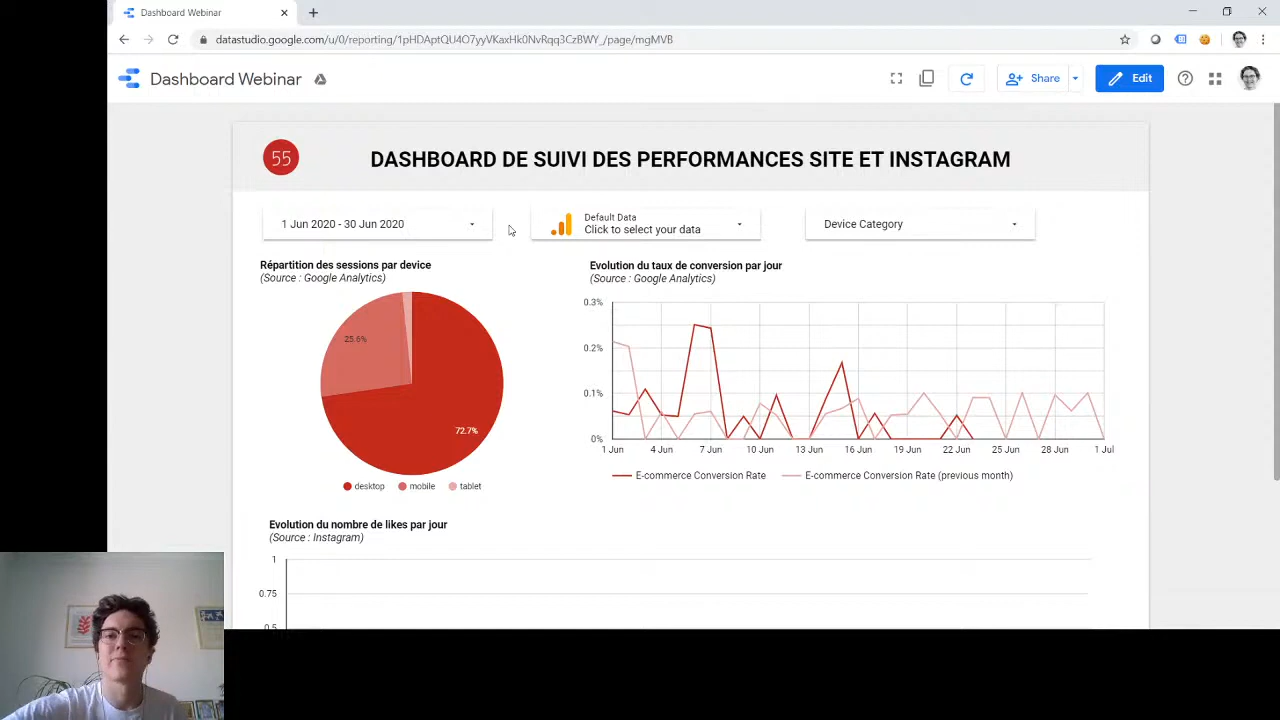 Dashboard Webinar
datastudio.google.com/u/0/reporting/1pHDAptQU4O7yyVKaxHk0NvRqq3CzBWY_/page/mgMVB
Dashboard Webinar
Share
Edit
55
DASHBOARD DE SUIVI DES PERFORMANCES SITE ET INSTAGRAM
1 Jun 2020 - 30 Jun 2020
Default Data
Click to select your data
Device Category
Répartition des sessions par device
(Source : Google Analytics)
25.6%
72.7%
desktop mobile tablet
Evolution du taux de conversion par jour
(Source : Google Analytics)
0.3%
0.2%
0.1%
0%
1 Jun 4 Jun 7 Jun 10 Jun 13 Jun 16 Jun 19 Jun 22 Jun 25 Jun 28 Jun 1 Jul
E-commerce Conversion Rate E-commerce Conversion Rate (previous month)
Evolution du nombre de likes par jour
(Source : Instagram)
1
0.75
0.5